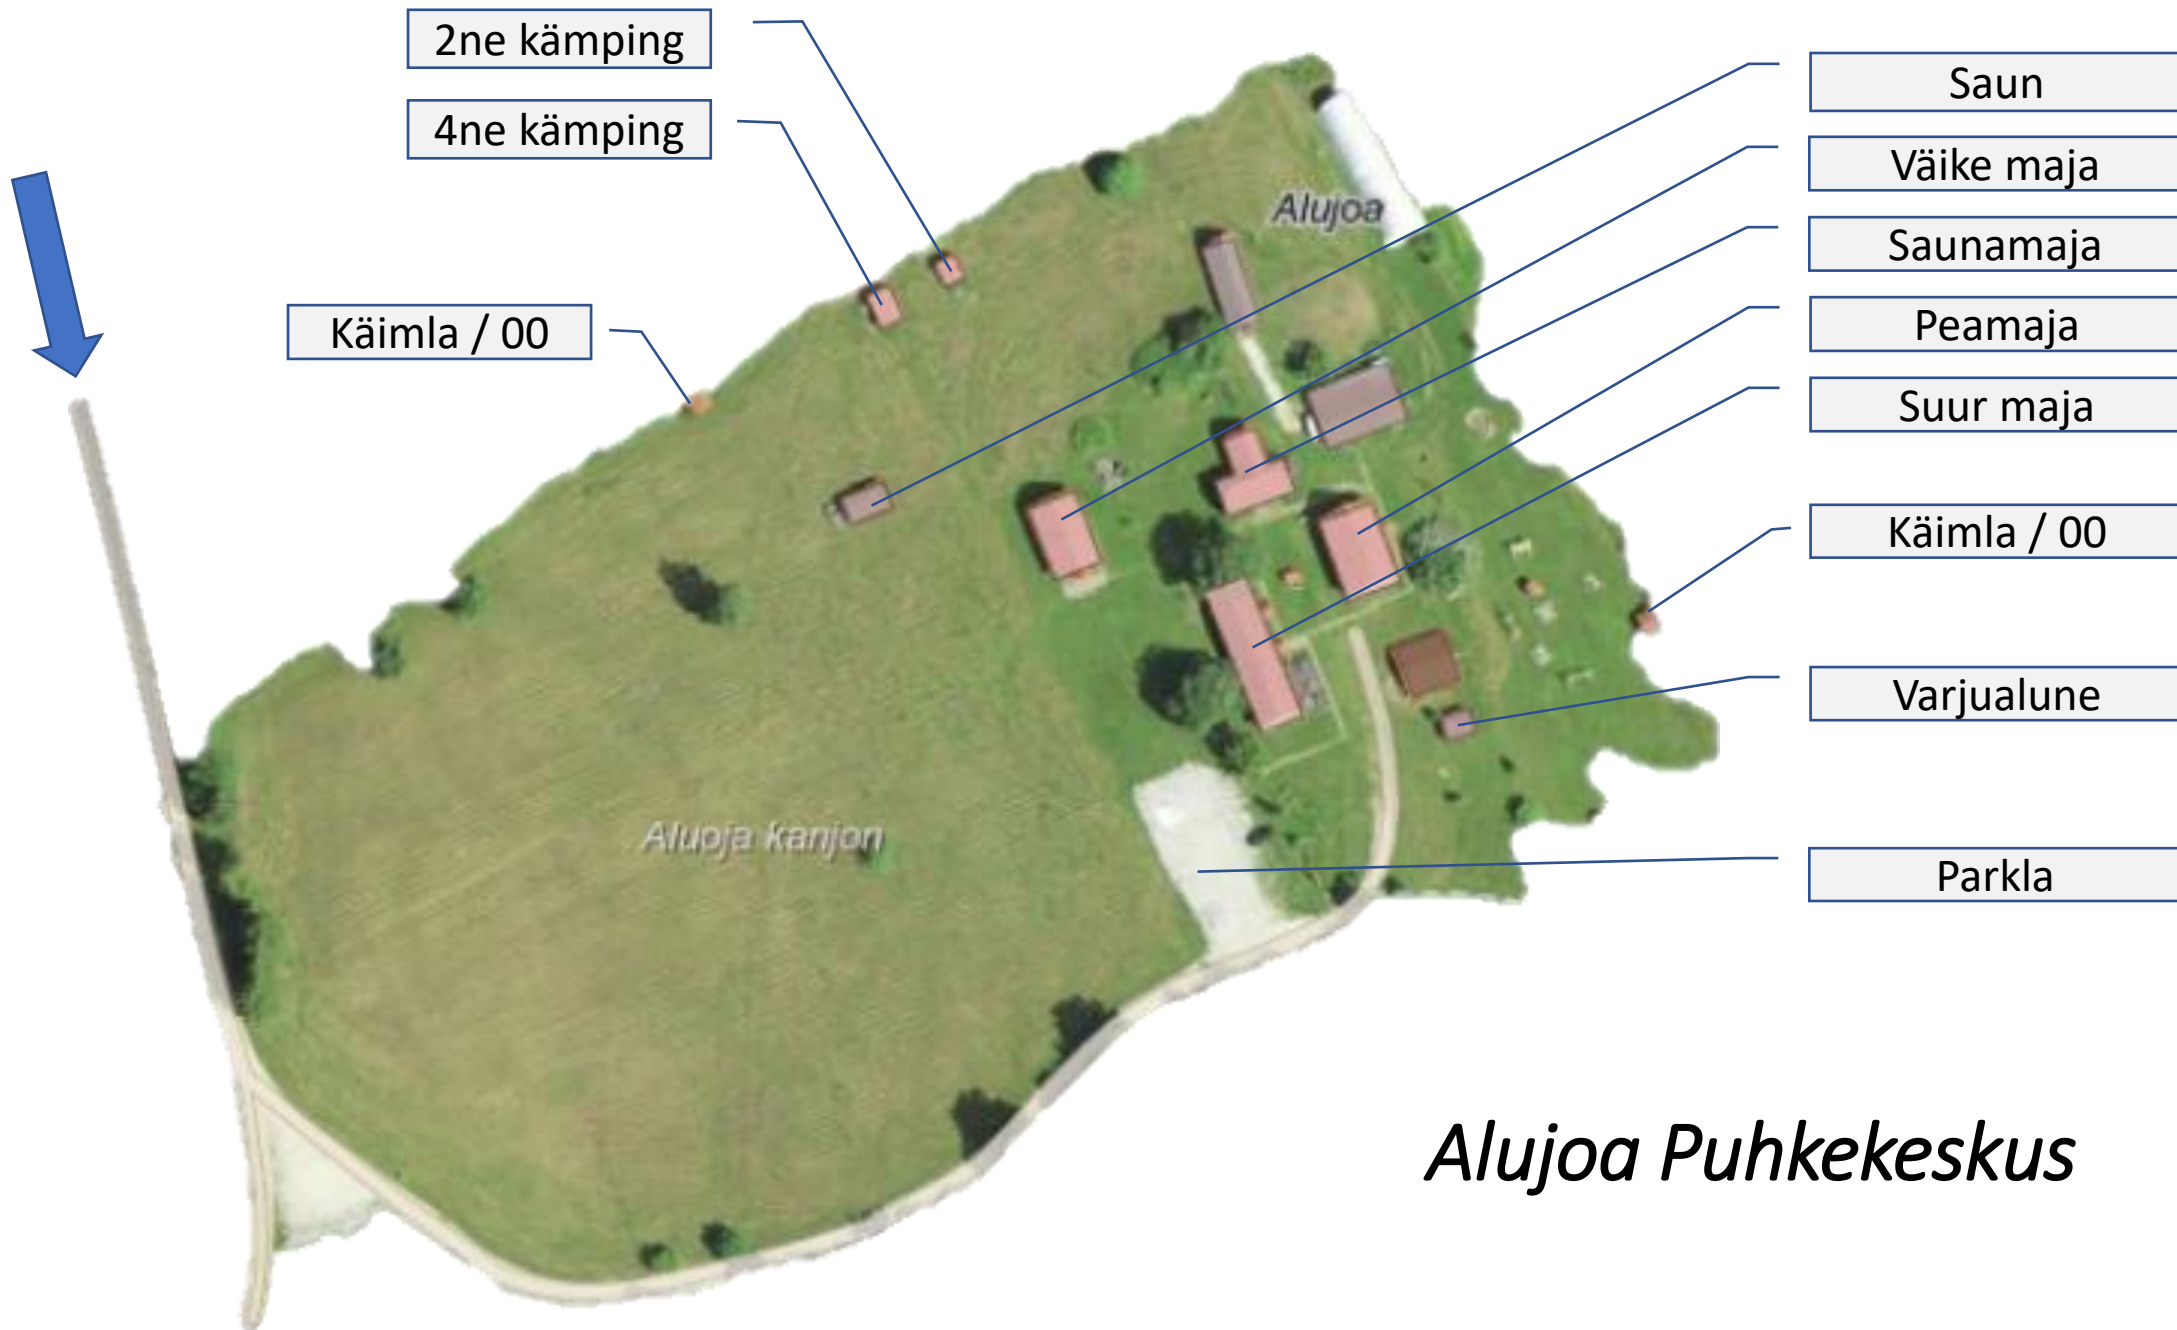 2ne kämping
4ne kämping
Käimla / 00
Saun
Väike maja
Saunamaja
Peamaja
Suur maja
Käimla / 00
Varjualune
Parkla
Alujoa
Aluoja kanjon
Alujoa Puhkekeskus